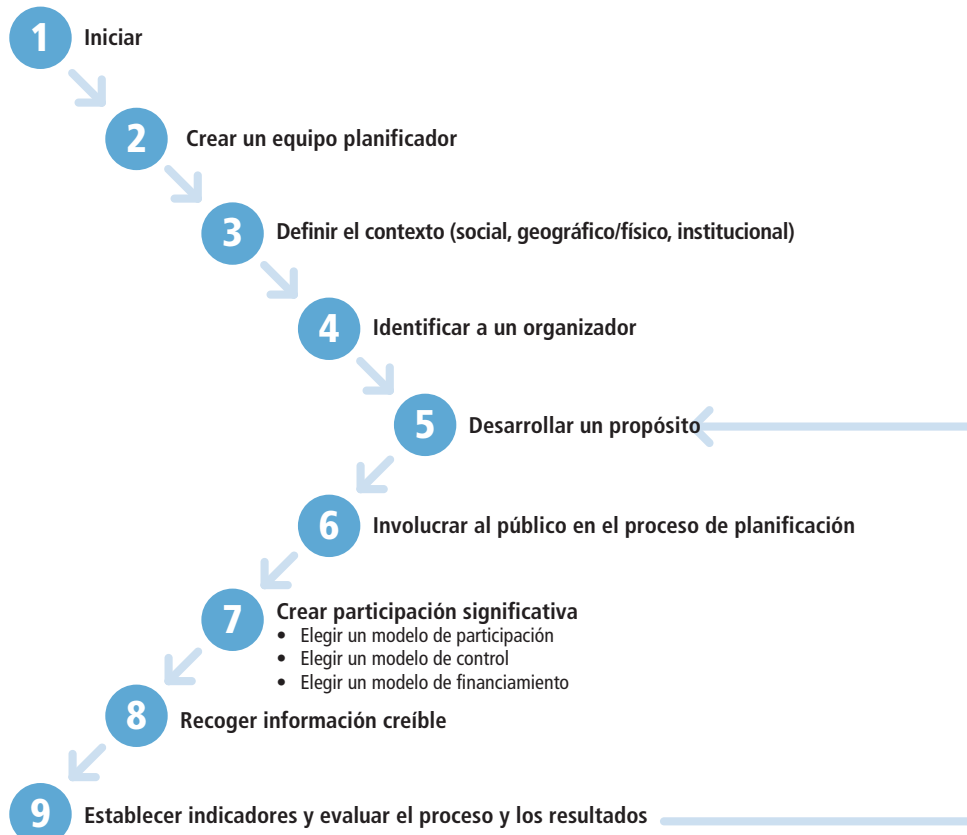 1 Iniciar
2 Crear un equipo planificador
3 Definir el contexto (social, geográfico/físico, institucional)
4 Identificar a un organizador
5 Desarrollar un propósito
6 Involucrar al público en el proceso de planificación
7 Crear participación significativa
• Elegir un modelo de participación
• Elegir un modelo de control
• Elegir un modelo de financiamiento
8 Recoger información creíble
9 Establecer indicadores y evaluar el proceso y los resultados